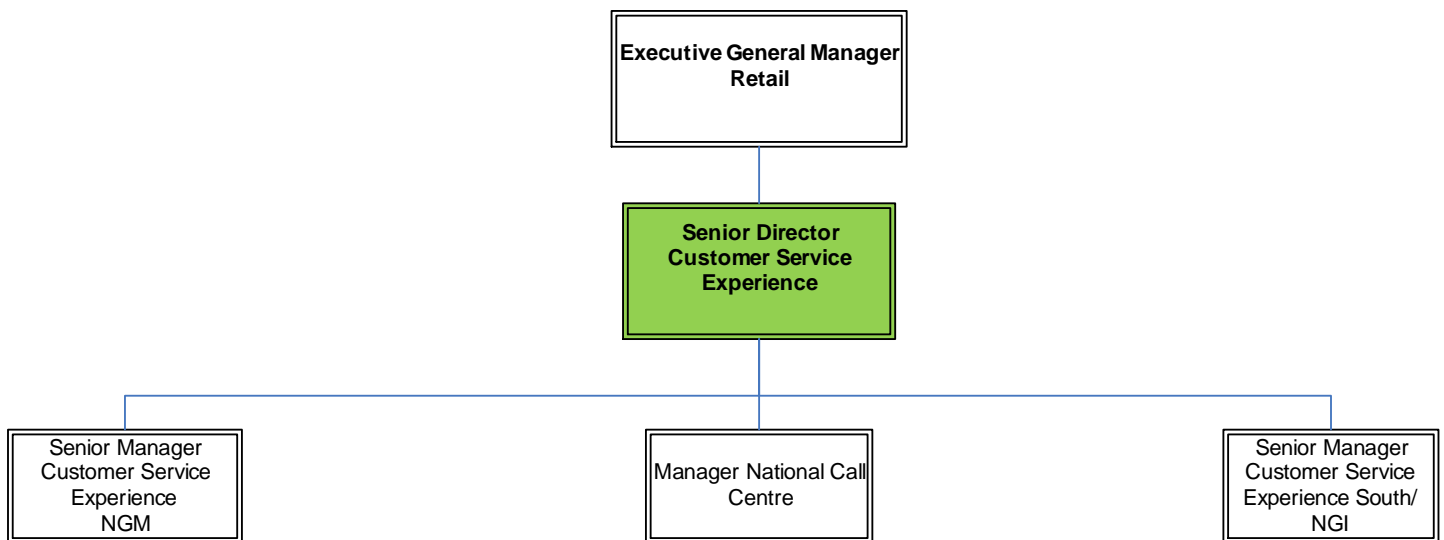 Executive General Manager
Retail
Senior Director
Customer Service
Experience
Senior Manager
Customer Service
Experience
NGM
Manager National Call
Centre
Senior Manager
Customer Service
Experience South/
NGI